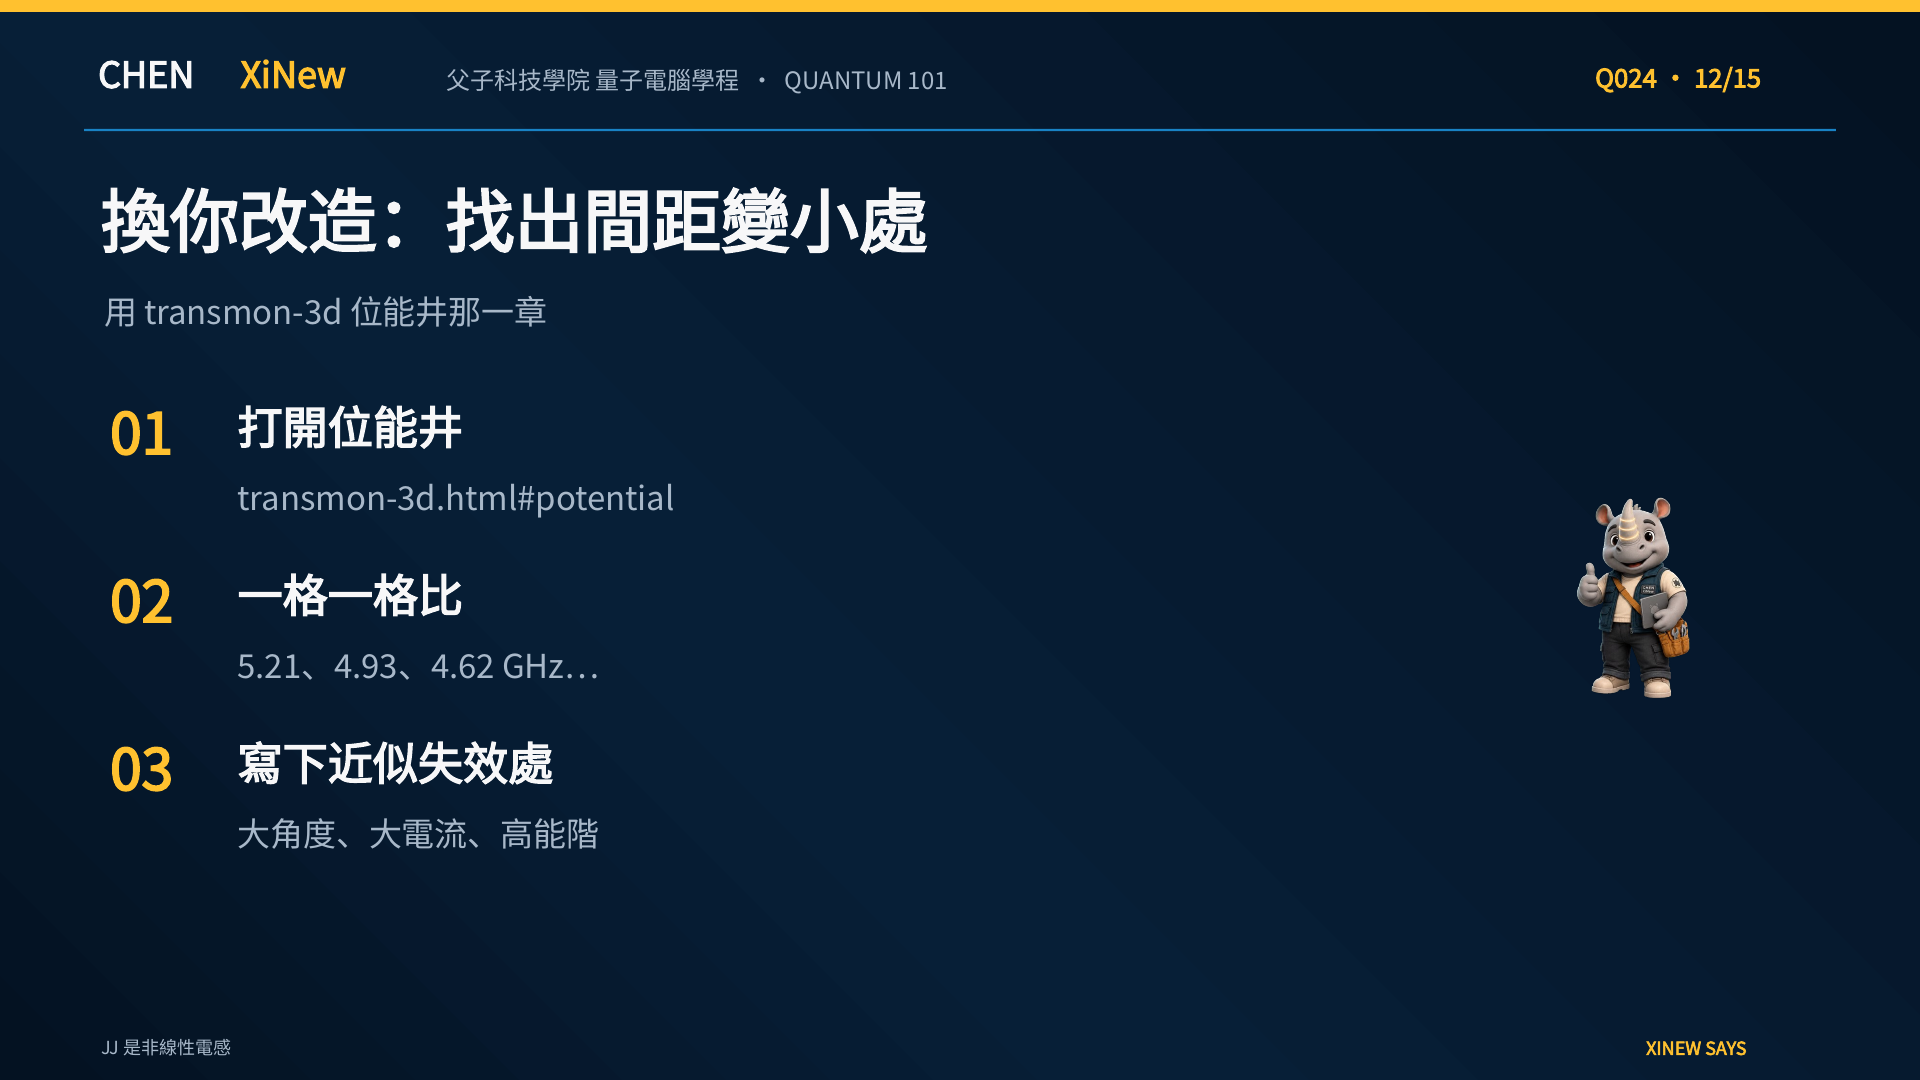 CHEN XiNew 父子科技學院 量子電腦學程 · QUANTUM 101 Q024 · 12/15
換你改造：找出間距變小處
用 transmon-3d 位能井那一章
01 打開位能井
transmon-3d.html#potential
02 一格一格比
5.21、4.93、4.62 GHz…
03 寫下近似失效處
大角度、大電流、高能階
JJ 是非線性電感
XINEW SAYS